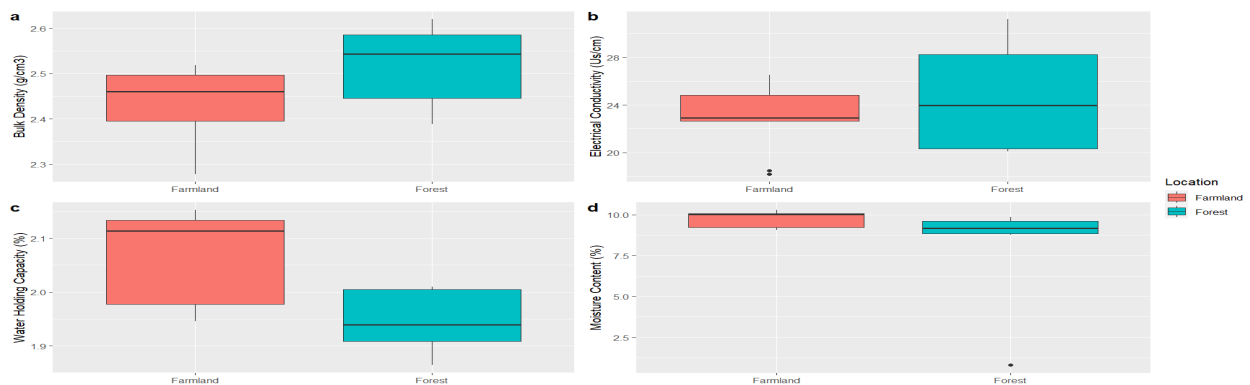 a
Bulk Density (g/cm3)
2.6
2.5
2.4
2.3
Farmland
Forest
b
Electrical Conductivity (Us/cm)
28
24
20
Farmland
Forest
c
Water Holding Capacity (%)
2.1
2.0
1.9
Farmland
Forest
d
Moisture Content (%)
10.0
7.5
5.0
2.5
Farmland
Forest
Location
Farmland
Forest